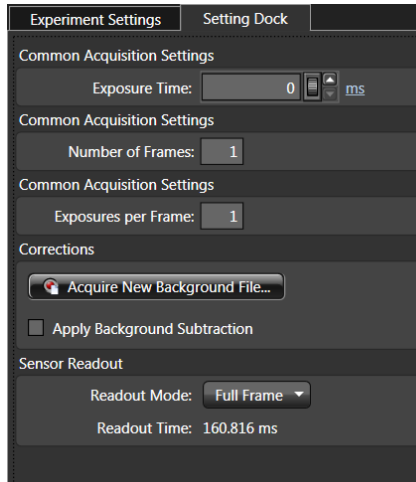 Experiment Settings Setting Dock
Common Acquisition Settings
Exposure Time: 0 ms
Common Acquisition Settings
Number of Frames: 1
Common Acquisition Settings
Exposures per Frame: 1
Corrections
Acquire New Background File...
Apply Background Subtraction
Sensor Readout
Readout Mode: Full Frame
Readout Time: 160.816 ms